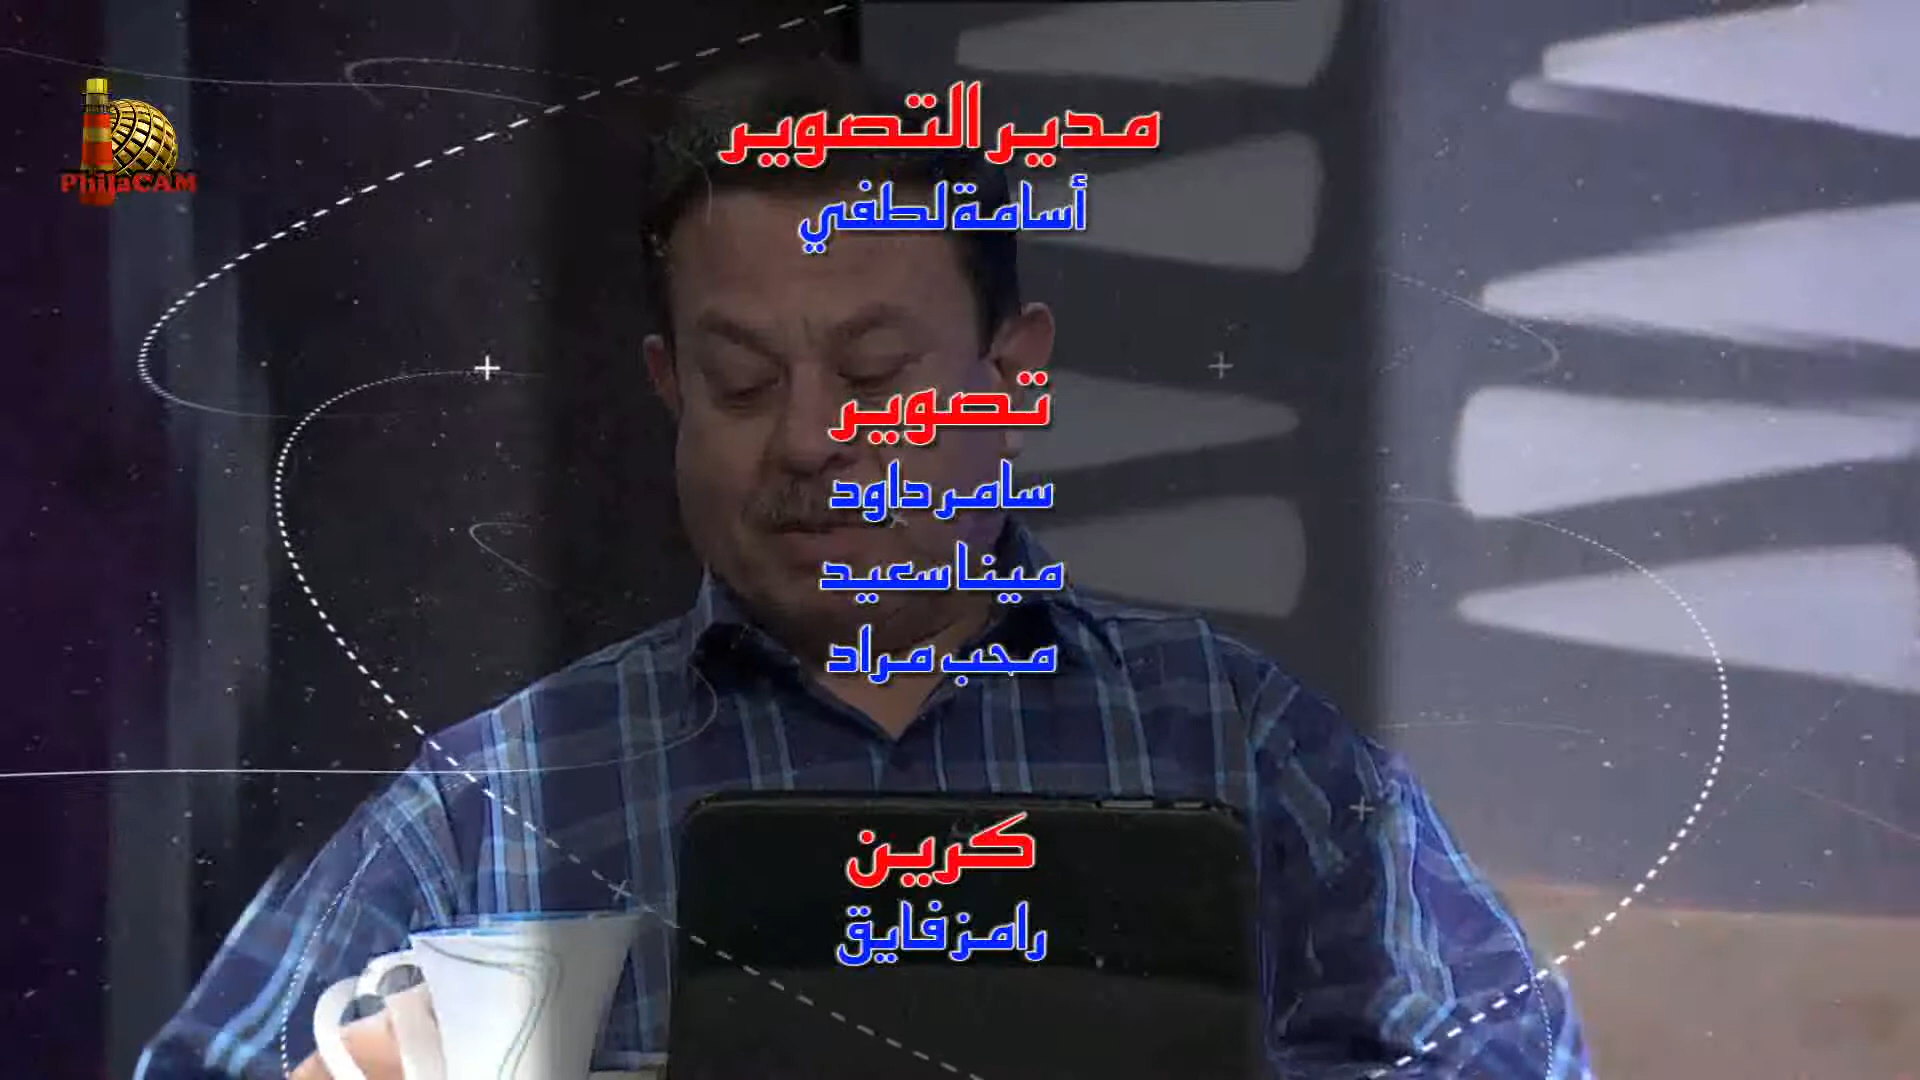 PhilaCAM
مدير التصوير
أسامة لطفي
تصوير
سامر داود
مينا سعيد
محب مراد
كرين
رامز فايق